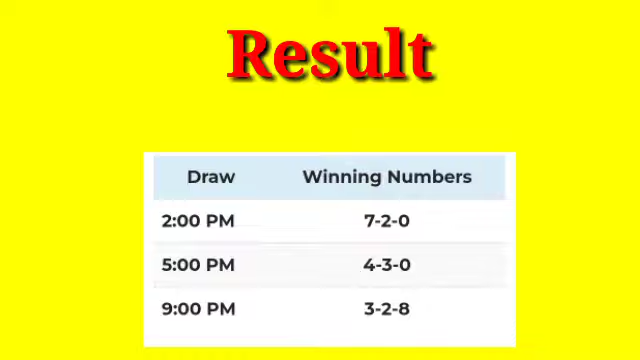 Result
Draw Winning Numbers
2:00 PM 7-2-0
5:00 PM 4-3-0
9:00 PM 3-2-8